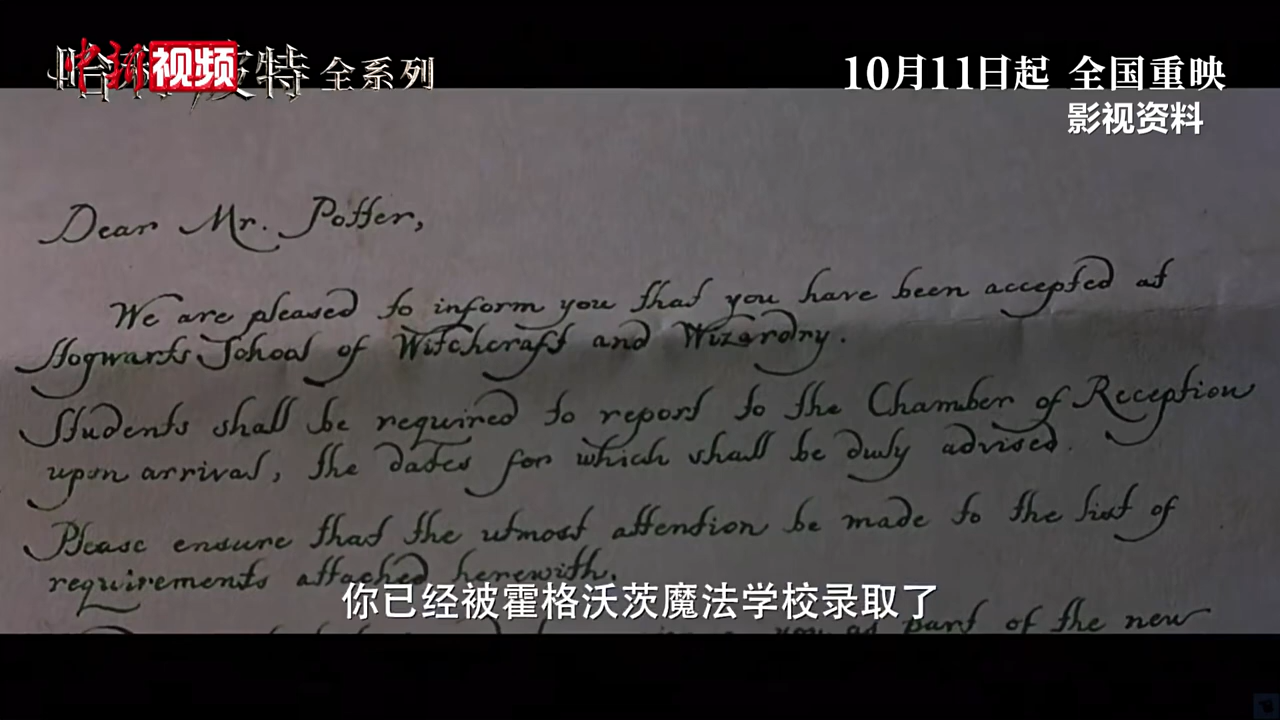 中新视频
全系列
10月11日起 全国重映
影视资料
Dear Mr. Potter,
We are pleased to inform you that you have been accepted at
Hogwarts School of Witchcraft and Wizardry.
Students shall be required to report to the Chamber of Reception
upon arrival, the dates for which shall be duly advised.
Please ensure that the utmost attention be made to the list of
requirements attached herewith.
you as part of the new
你已经被霍格沃茨魔法学校录取了